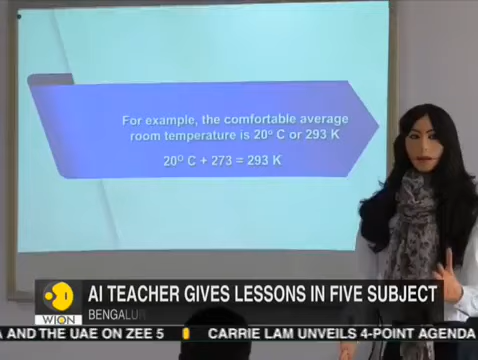 For example, the comfortable average
room temperature is 20° C or 293 K
20° C + 273 = 293 K
AI TEACHER GIVES LESSONS IN FIVE SUBJECT
WION
A AND THE UAE ON ZEE 5 CARRIE LAM UNVEILS 4-POINT AGENDA